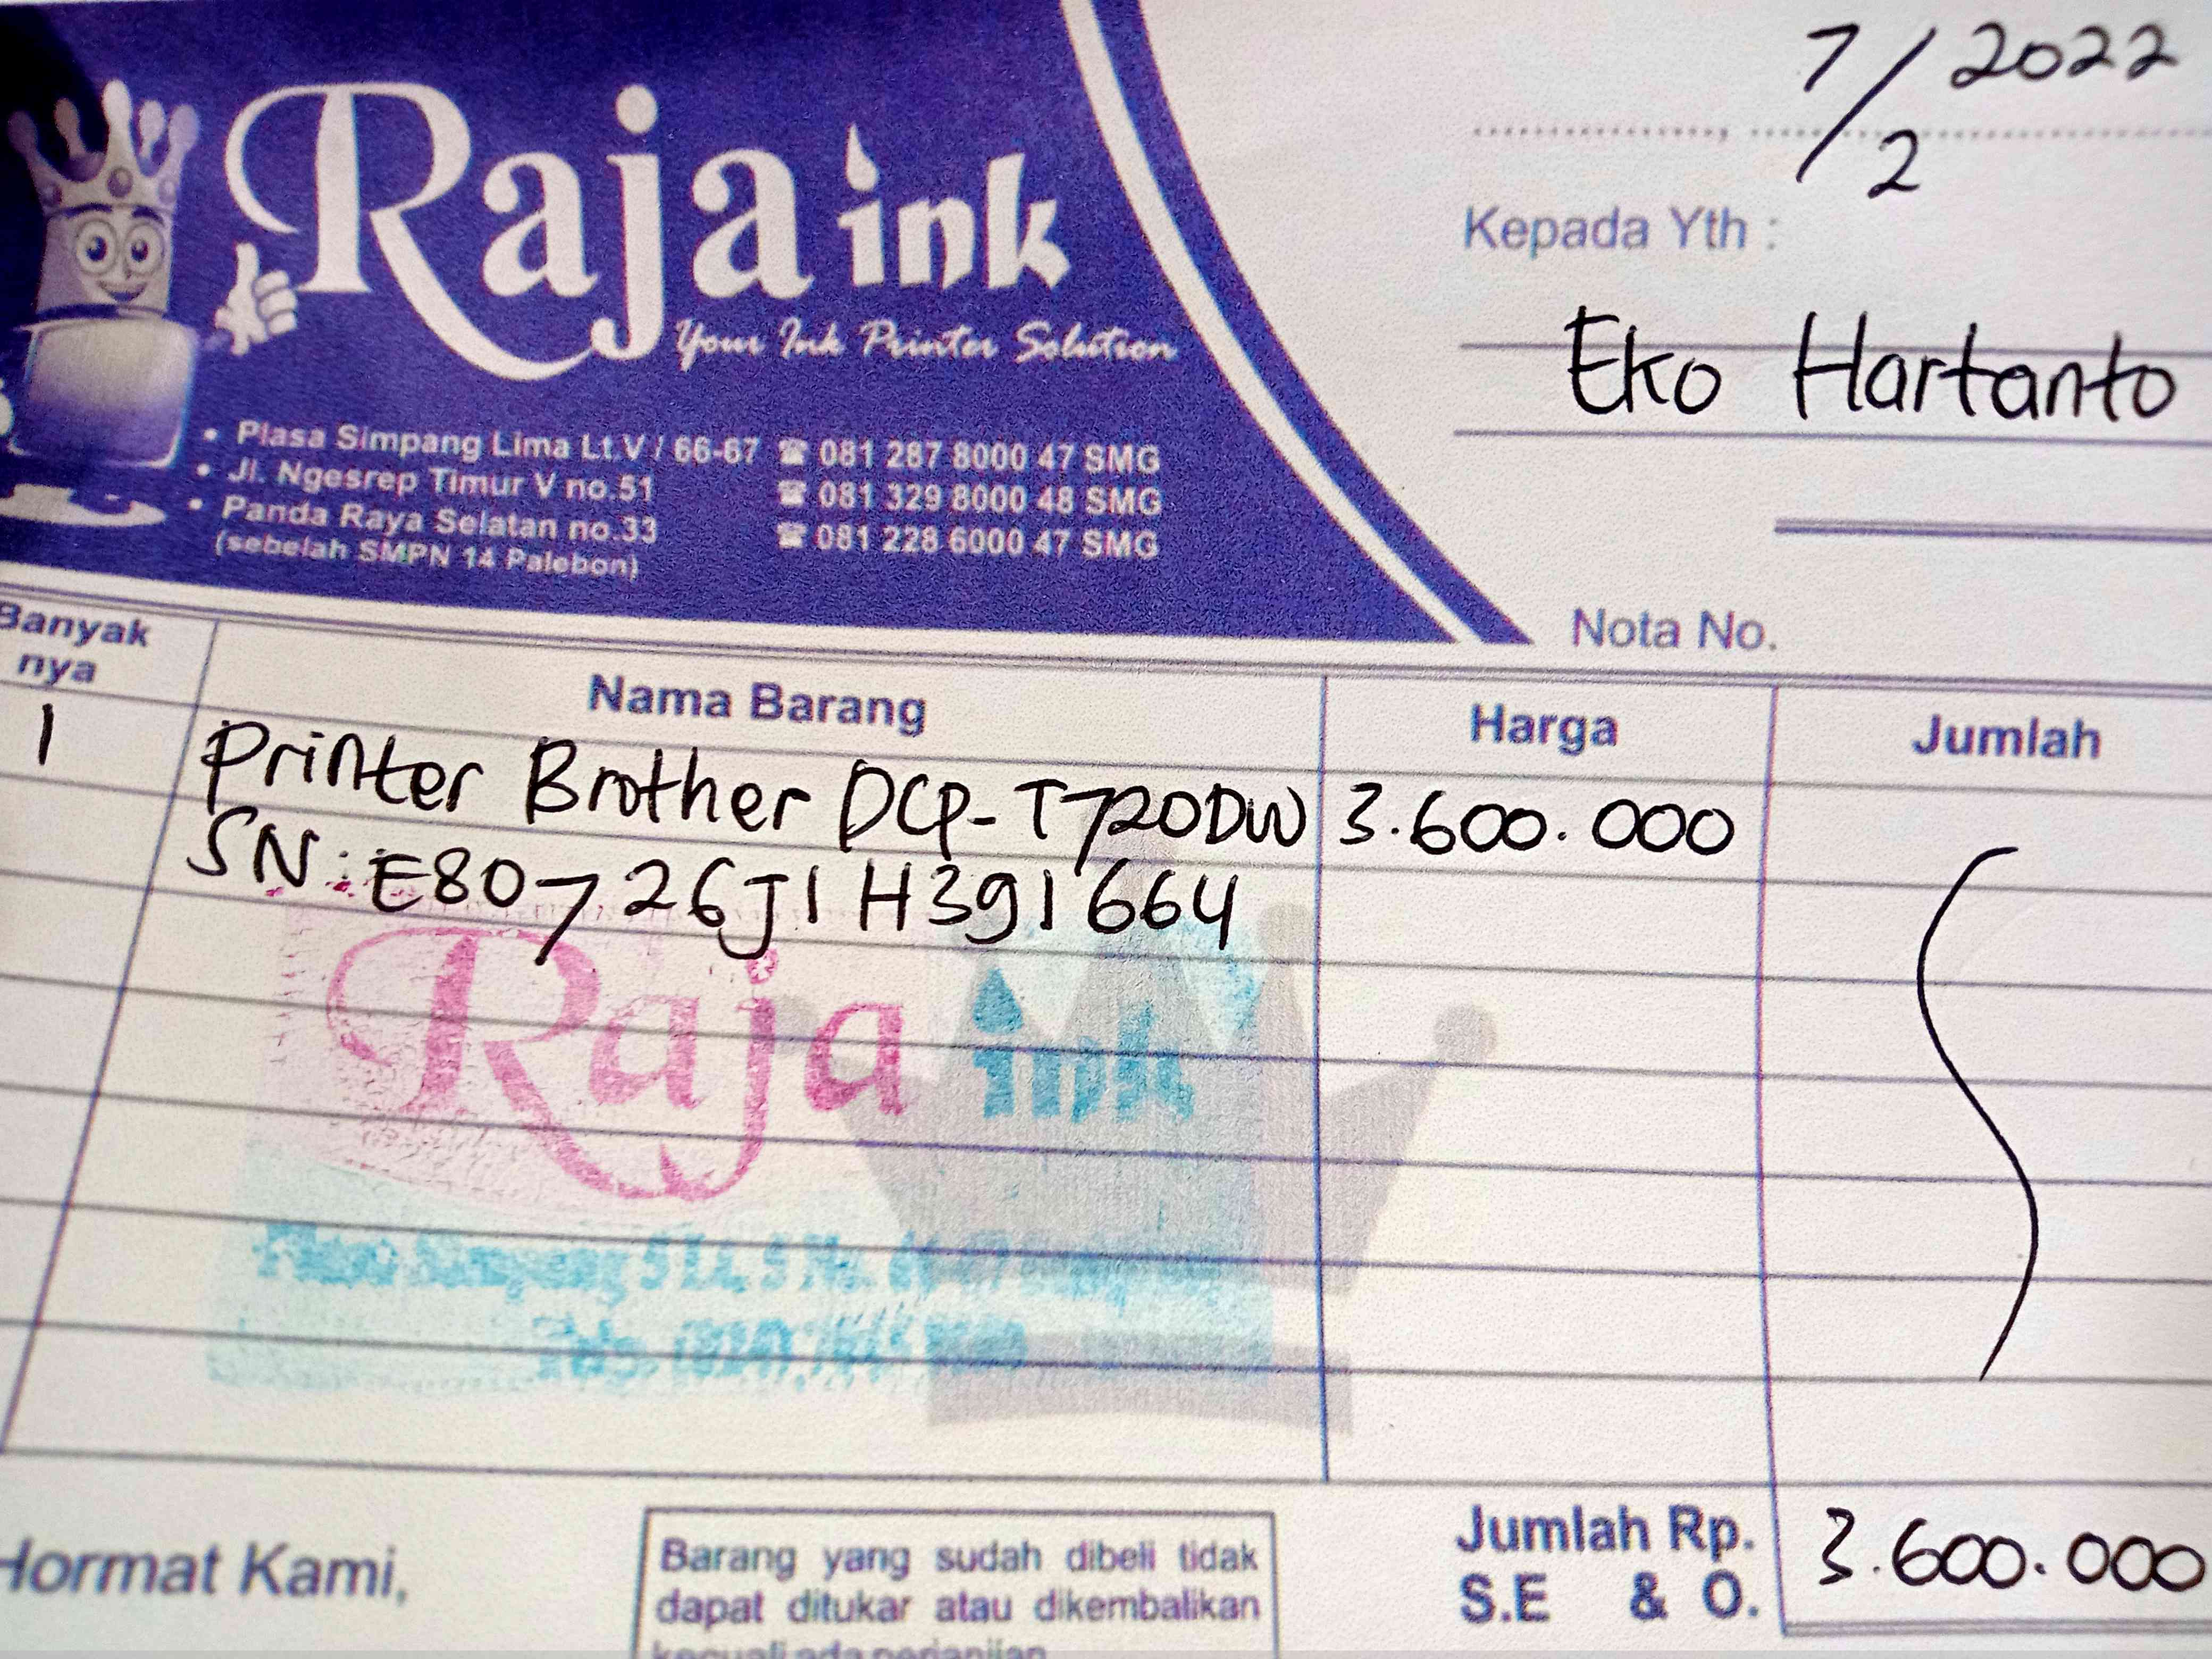 7/2 2022
Raja ink
Your Ink Printer Solution
Kepada Yth :
Eko Hartanto
• Plasa Simpang Lima Lt.V / 66-67 ☎ 081 287 8000 47 SMG
• Jl. Ngesrep Timur V no.51 ☎ 081 329 8000 48 SMG
• Panda Raya Selatan no.33 ☎ 081 228 6000 47 SMG
(sebelah SMPN 14 Palebon)
Nota No.
Banyak
nya
Nama Barang Harga Jumlah
1 Printer Brother DCP-T720DW 3.600.000
SN: E80726J1H391664
Raja ink
Hormat Kami,
Barang yang sudah dibeli tidak
dapat ditukar atau dikembalikan
kecuali ada perjanjian
Jumlah Rp. 3.600.000
S.E & O.